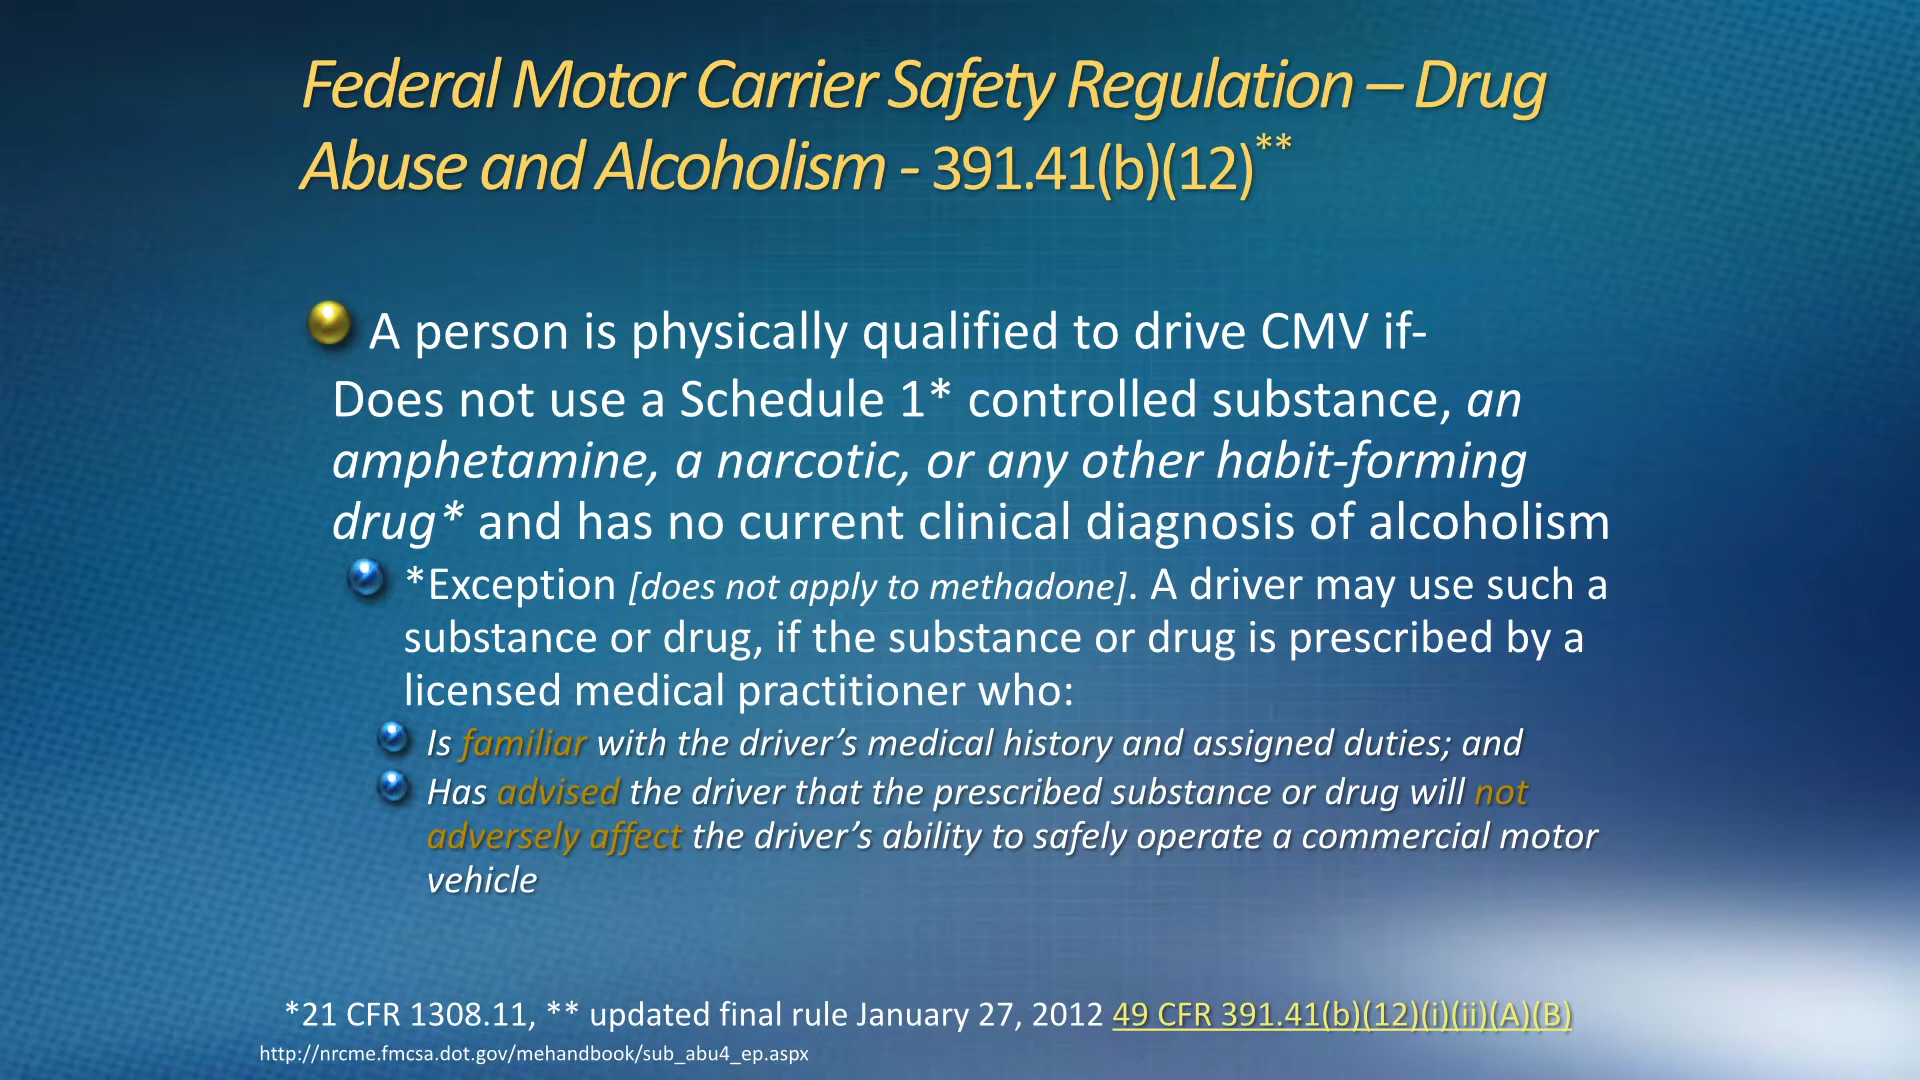 Federal Motor Carrier Safety Regulation – Drug
Abuse and Alcoholism - 391.41(b)(12)**
A person is physically qualified to drive CMV if-
Does not use a Schedule 1* controlled substance, an
amphetamine, a narcotic, or any other habit-forming
drug* and has no current clinical diagnosis of alcoholism
*Exception [does not apply to methadone]. A driver may use such a
substance or drug, if the substance or drug is prescribed by a
licensed medical practitioner who:
Is familiar with the driver’s medical history and assigned duties; and
Has advised the driver that the prescribed substance or drug will not
adversely affect the driver’s ability to safely operate a commercial motor
vehicle
*21 CFR 1308.11, ** updated final rule January 27, 2012 49 CFR 391.41(b)(12)(i)(ii)(A)(B)
http://nrcme.fmcsa.dot.gov/mehandbook/sub_abu4_ep.aspx